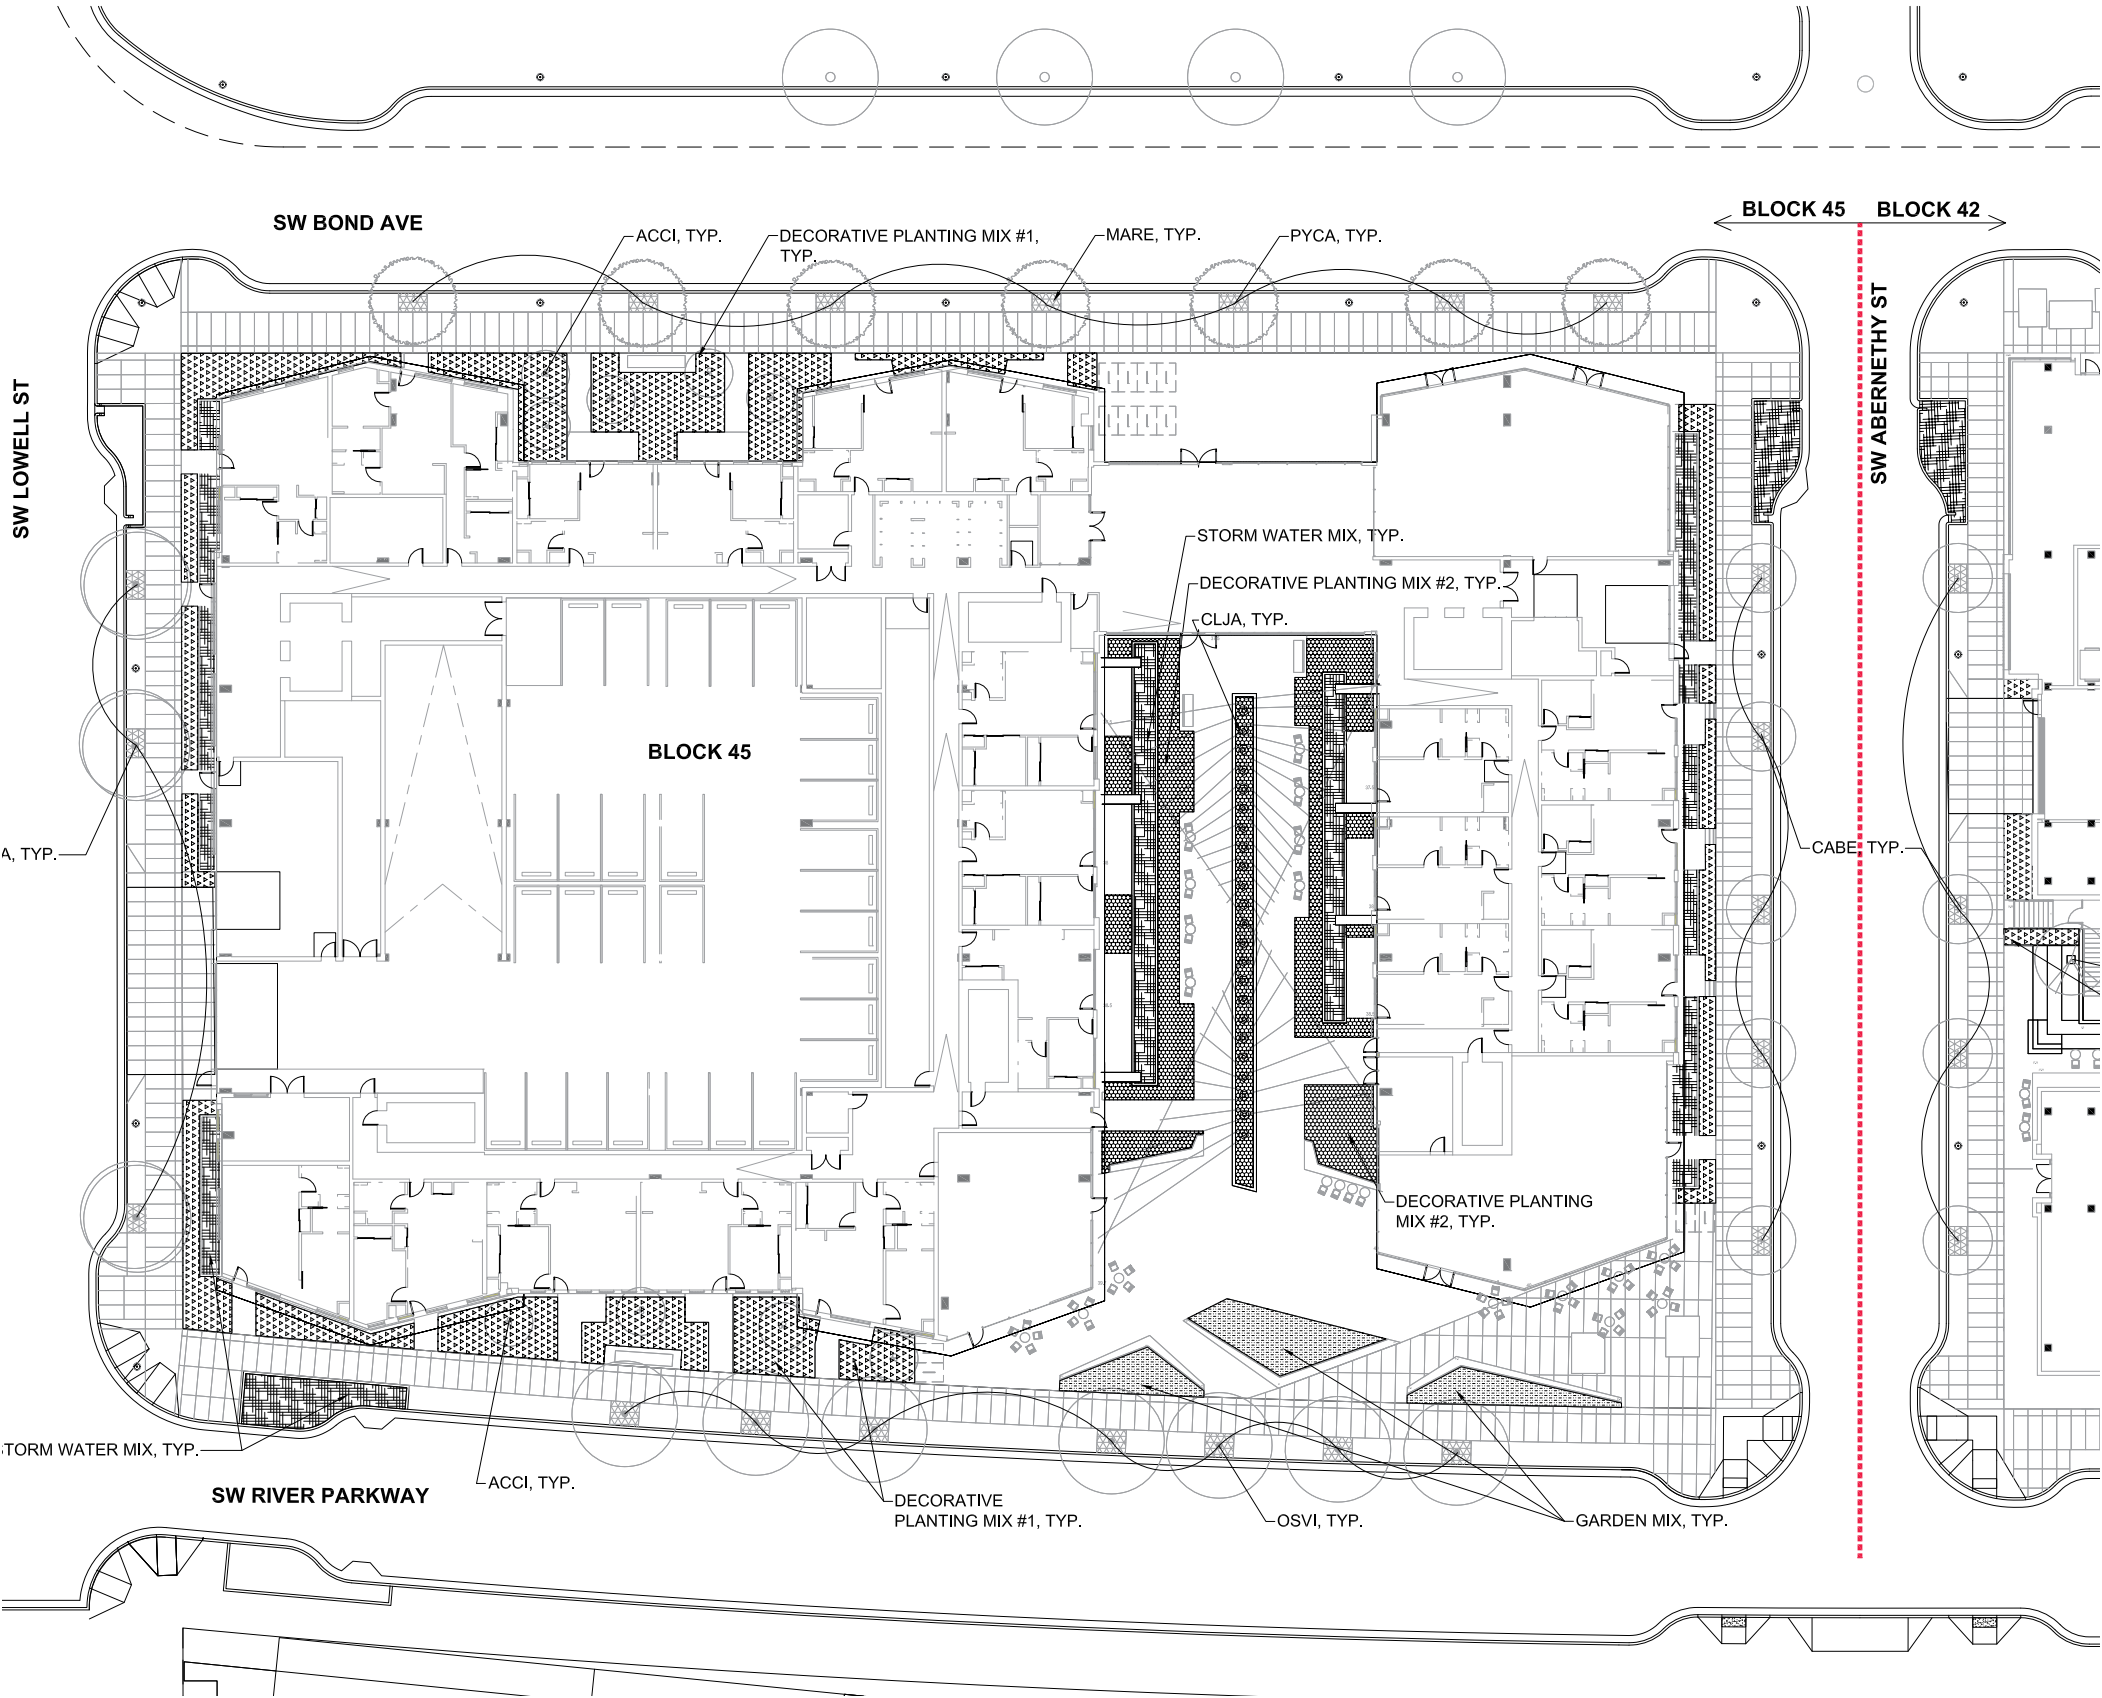 BLOCK 45
BLOCK 42
SW BOND AVE
ACCI, TYP.
DECORATIVE PLANTING MIX #1,
TYP.
MARE, TYP.
PYCA, TYP.
SW LOWELL ST
SW ABERNETHY ST
STORM WATER MIX, TYP.
DECORATIVE PLANTING MIX #2, TYP.
CLJA, TYP.
BLOCK 45
A, TYP.
CABE, TYP.
DECORATIVE PLANTING
MIX #2, TYP.
TORM WATER MIX, TYP.
ACCI, TYP.
SW RIVER PARKWAY
DECORATIVE
PLANTING MIX #1, TYP.
OSVI, TYP.
GARDEN MIX, TYP.